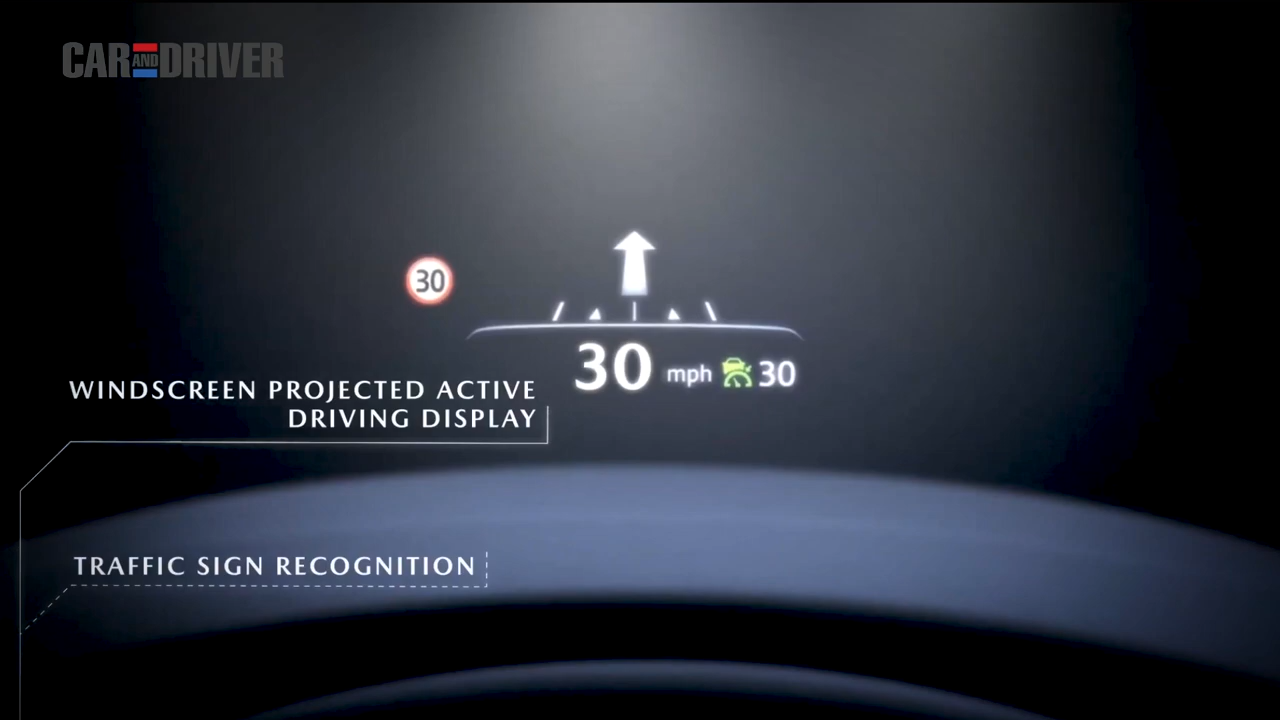 CAR AND DRIVER
30
30 mph 30
WINDSCREEN PROJECTED ACTIVE
DRIVING DISPLAY
TRAFFIC SIGN RECOGNITION